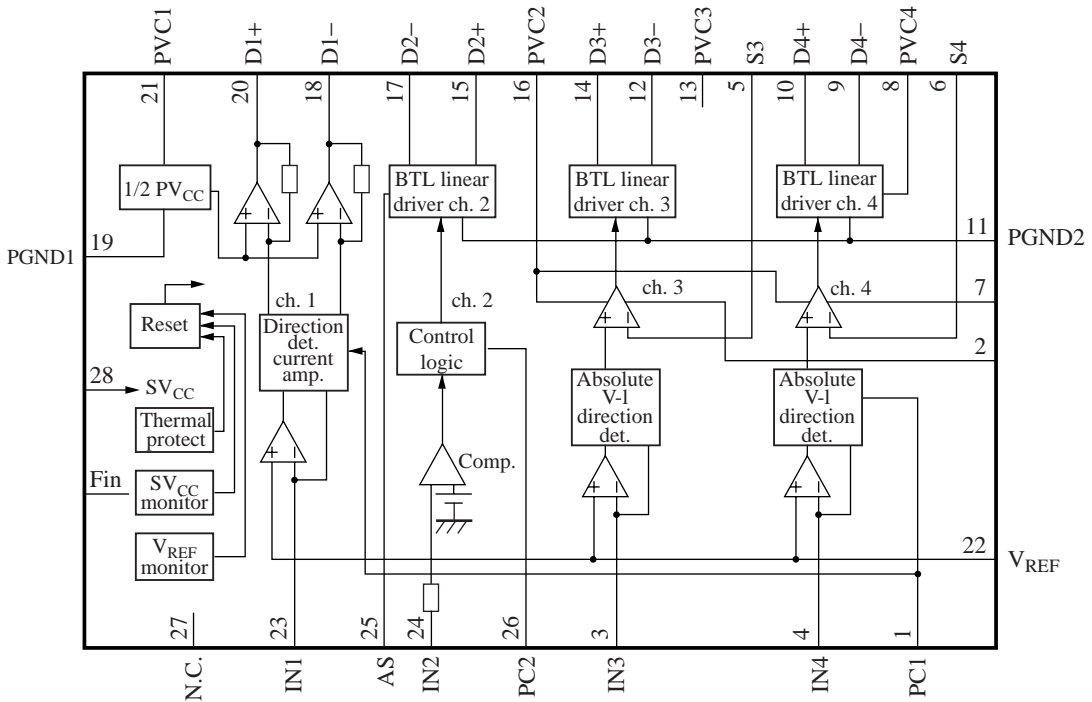 PVC1
D1+
D1−
D2−
D2+
PVC2
D3+
D3−
PVC3
S3
D4+
D4−
PVC4
S4
21
20
18
17
15
16
14
12
13
5
10
9
8
6
1/2 PVCC
BTL linear
driver ch. 2
BTL linear
driver ch. 3
BTL linear
driver ch. 4
+
−
+
−
19
PGND1
11
PGND2
Reset
ch. 1
Direction
det.
current
amp.
ch. 2
Control
logic
ch. 3
+
−
ch. 4
+
−
7
2
28
SVCC
Thermal
protect
Absolute
V-l
direction
det.
Absolute
V-l
direction
det.
+
−
Comp.
+
−
+
−
Fin
SVCC
monitor
VREF
monitor
22
VREF
27
23
25
24
26
3
4
1
N.C.
IN1
AS
IN2
PC2
IN3
IN4
PC1